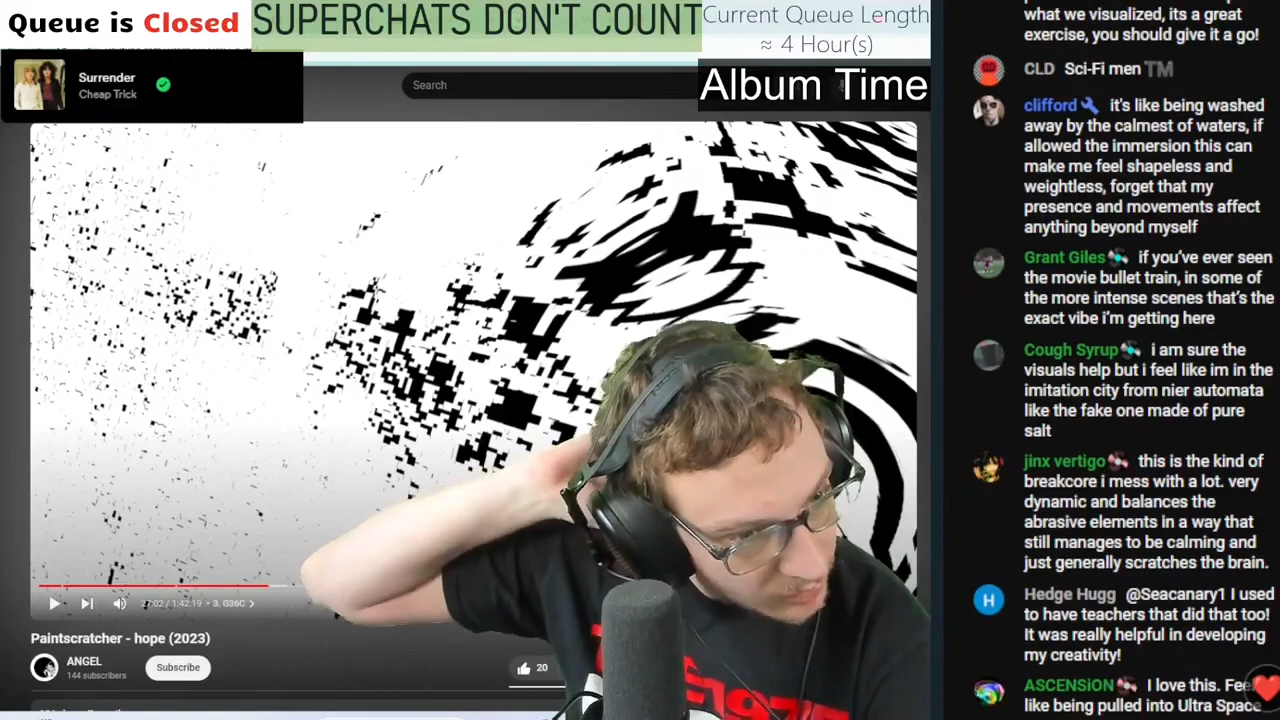 Queue is Closed
SUPERCHATS DON'T COUNT
Current Queue Length
≈ 4 Hour(s)
Album Time
Surrender
Cheap Trick
Search
27:02 / 1:42:19 • 3. 036C >
Paintscratcher - hope (2023)
ANGEL
144 subscribers
Subscribe
20
what we visualized, its a great
exercise, you should give it a go!
CLD Sci-Fi men TM
clifford it's like being washed
away by the calmest of waters, if
allowed the immersion this can
make me feel shapeless and
weightless, forget that my
presence and movements affect
anything beyond myself
Grant Giles if you've ever seen
the movie bullet train, in some of
the more intense scenes that's the
exact vibe i'm getting here
Cough Syrup i am sure the
visuals help but i feel like im in the
imitation city from nier automata
like the fake one made of pure
salt
jinx vertigo this is the kind of
breakcore i mess with a lot. very
dynamic and balances the
abrasive elements in a way that
still manages to be calming and
just generally scratches the brain.
H
Hedge Hugg @Seacanary1 I used
to have teachers that did that too!
It was really helpful in developing
my creativity!
ASCENSiON I love this. Fee
like being pulled into Ultra Space